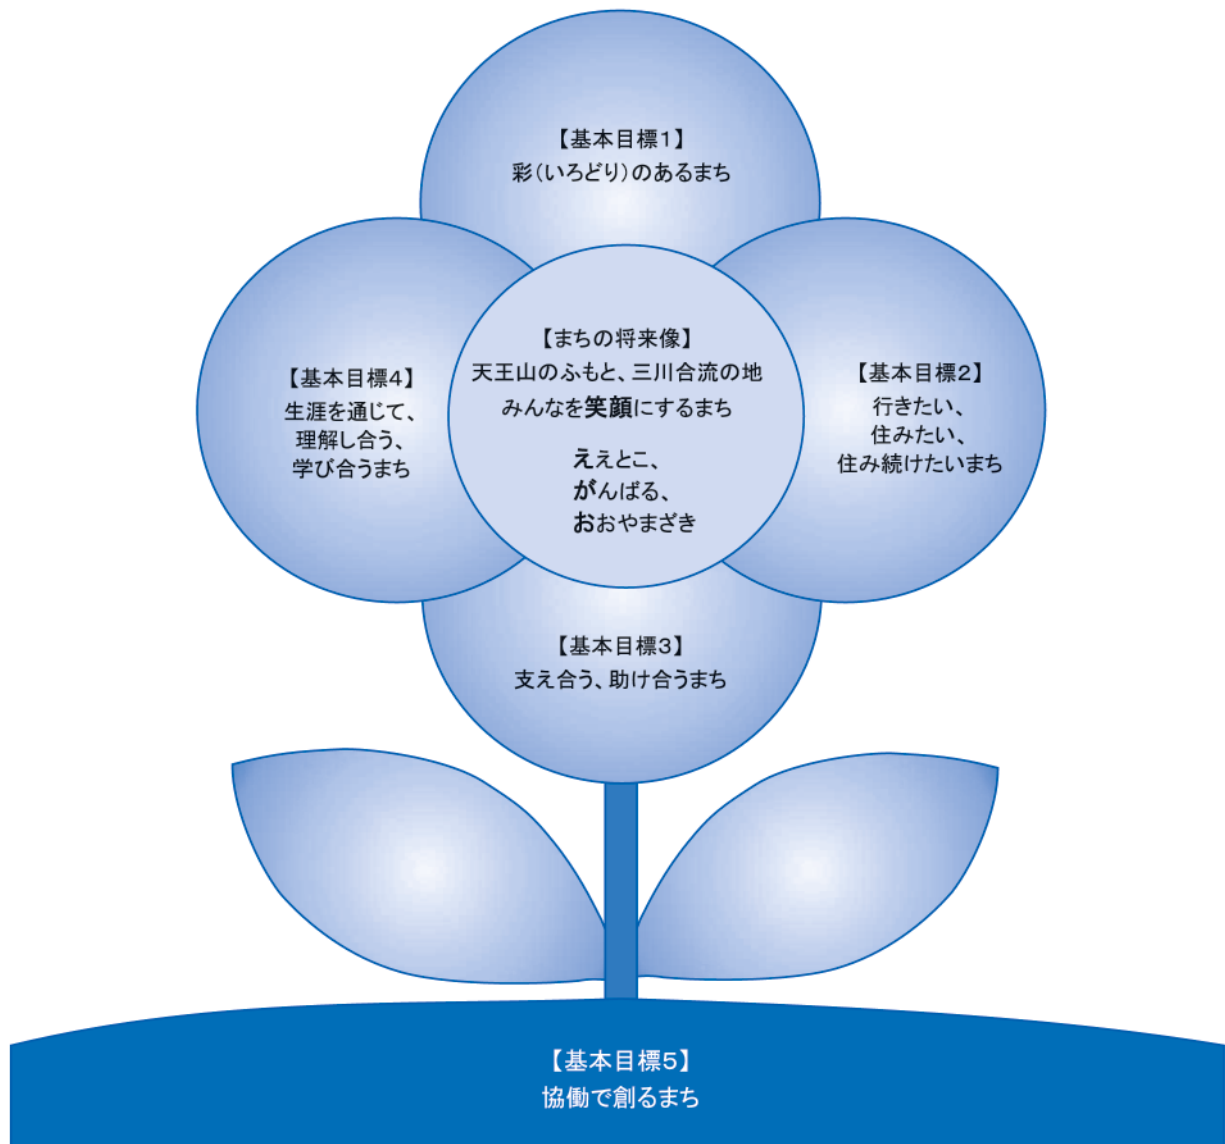 【基本目標1】
彩（いろどり）のあるまち
【まちの将来像】
天王山のふもと、三川合流の地
みんなを笑顔にするまち
ええとこ、
がんばる、
おおやまざき
【基本目標2】
行きたい、
住みたい、
住み続けたいまち
【基本目標3】
支え合う、助け合うまち
【基本目標4】
生涯を通じて、
理解し合う、
学び合うまち
【基本目標5】
協働で創るまち